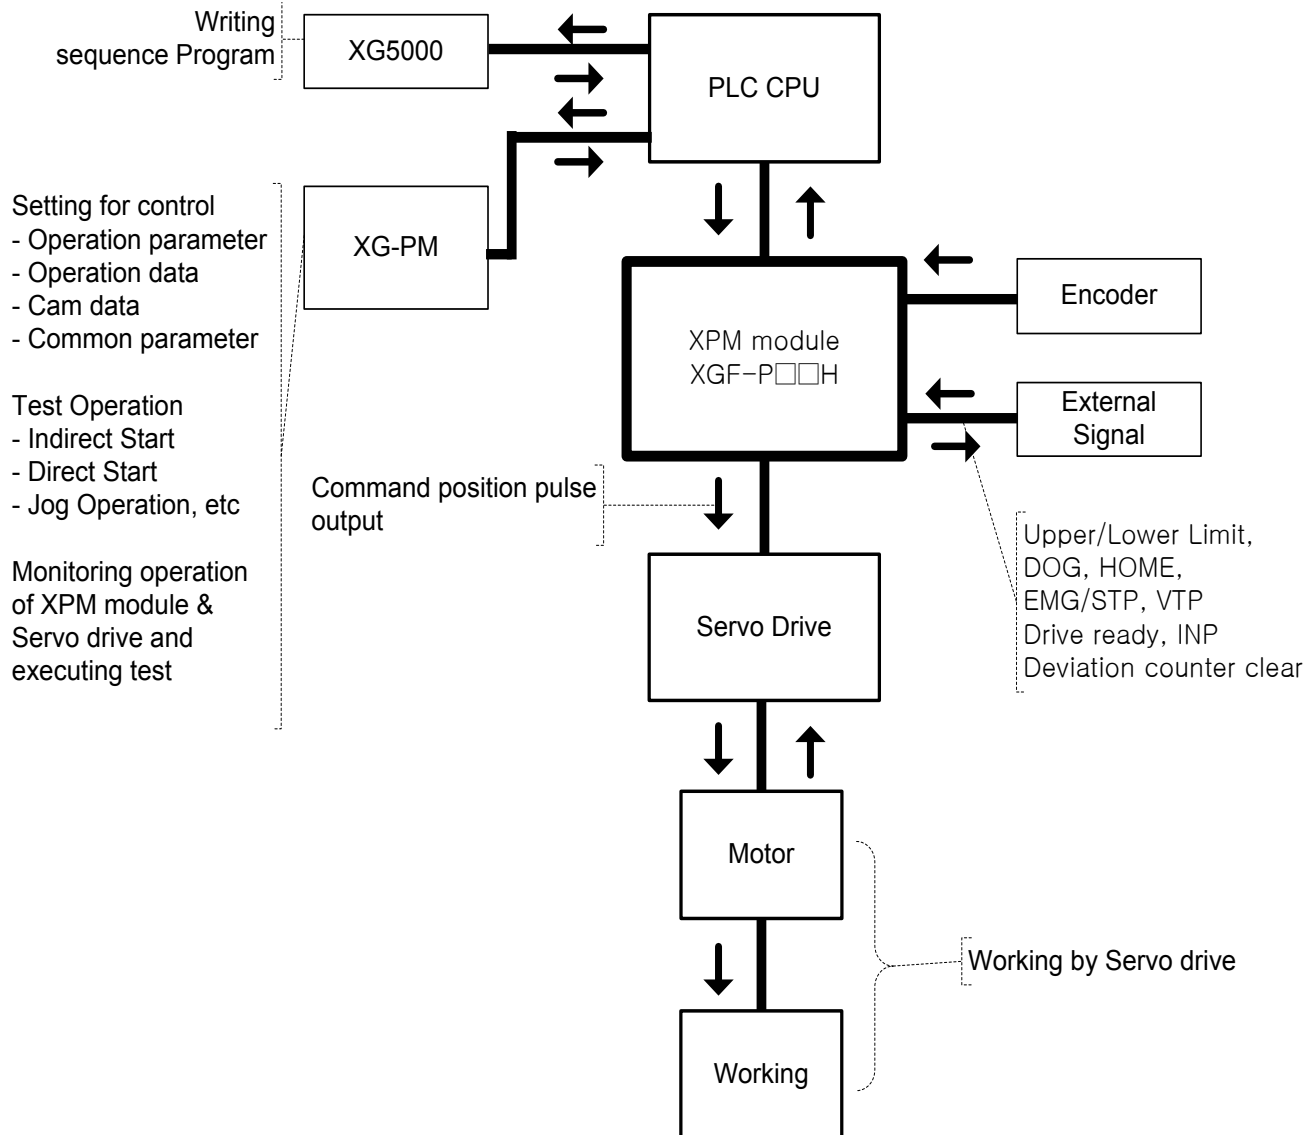 Writing
sequence Program
XG5000
PLC CPU
Setting for control
- Operation parameter
- Operation data
- Cam data
- Common parameter
Test Operation
- Indirect Start
- Direct Start
- Jog Operation, etc
Monitoring operation
of XPM module &
Servo drive and
executing test
XG-PM
XPM module
XGF-P□□H
Encoder
External
Signal
Command position pulse
output
Upper/Lower Limit,
DOG, HOME,
EMG/STP, VTP
Drive ready, INP
Deviation counter clear
Servo Drive
Motor
Working by Servo drive
Working